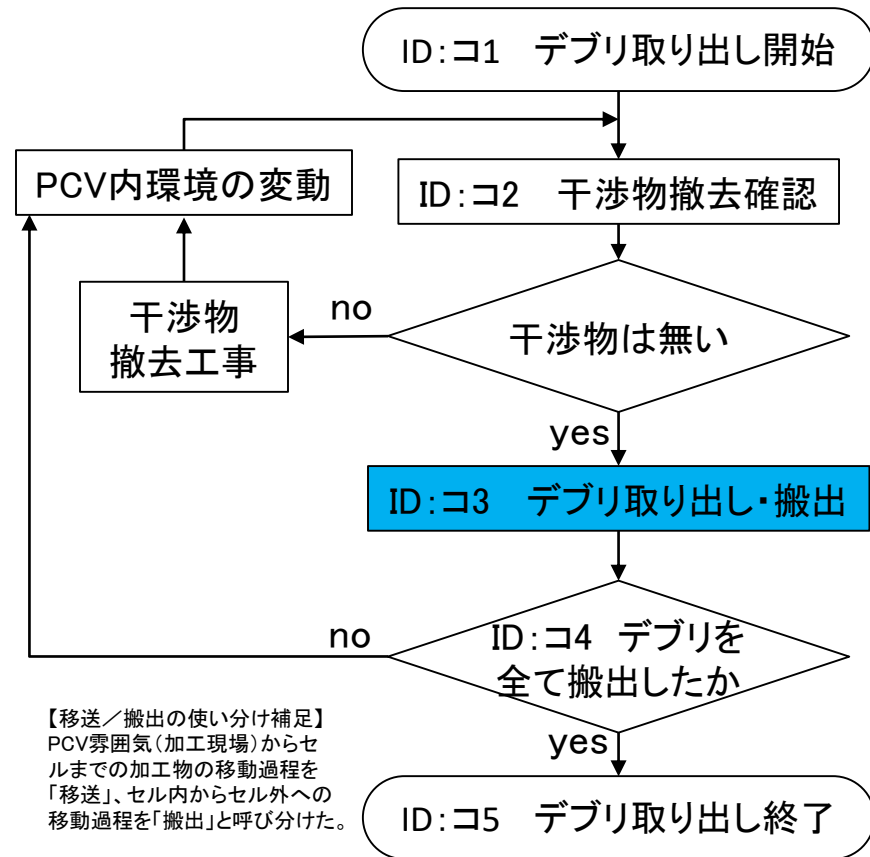 ID：コ1　デブリ取り出し開始
PCV内環境の変動
ID：コ2　干渉物撤去確認
干渉物
撤去工事
no
干渉物は無い
yes
ID：コ3　デブリ取り出し・搬出
no
ID：コ4　デブリを
全て搬出したか
yes
【移送／搬出の使い分け補足】
PCV雰囲気（加工現場）からセ
ルまでの加工物の移動過程を
「移送」、セル内からセル外への
移動過程を「搬出」と呼び分けた。
ID：コ5　デブリ取り出し終了